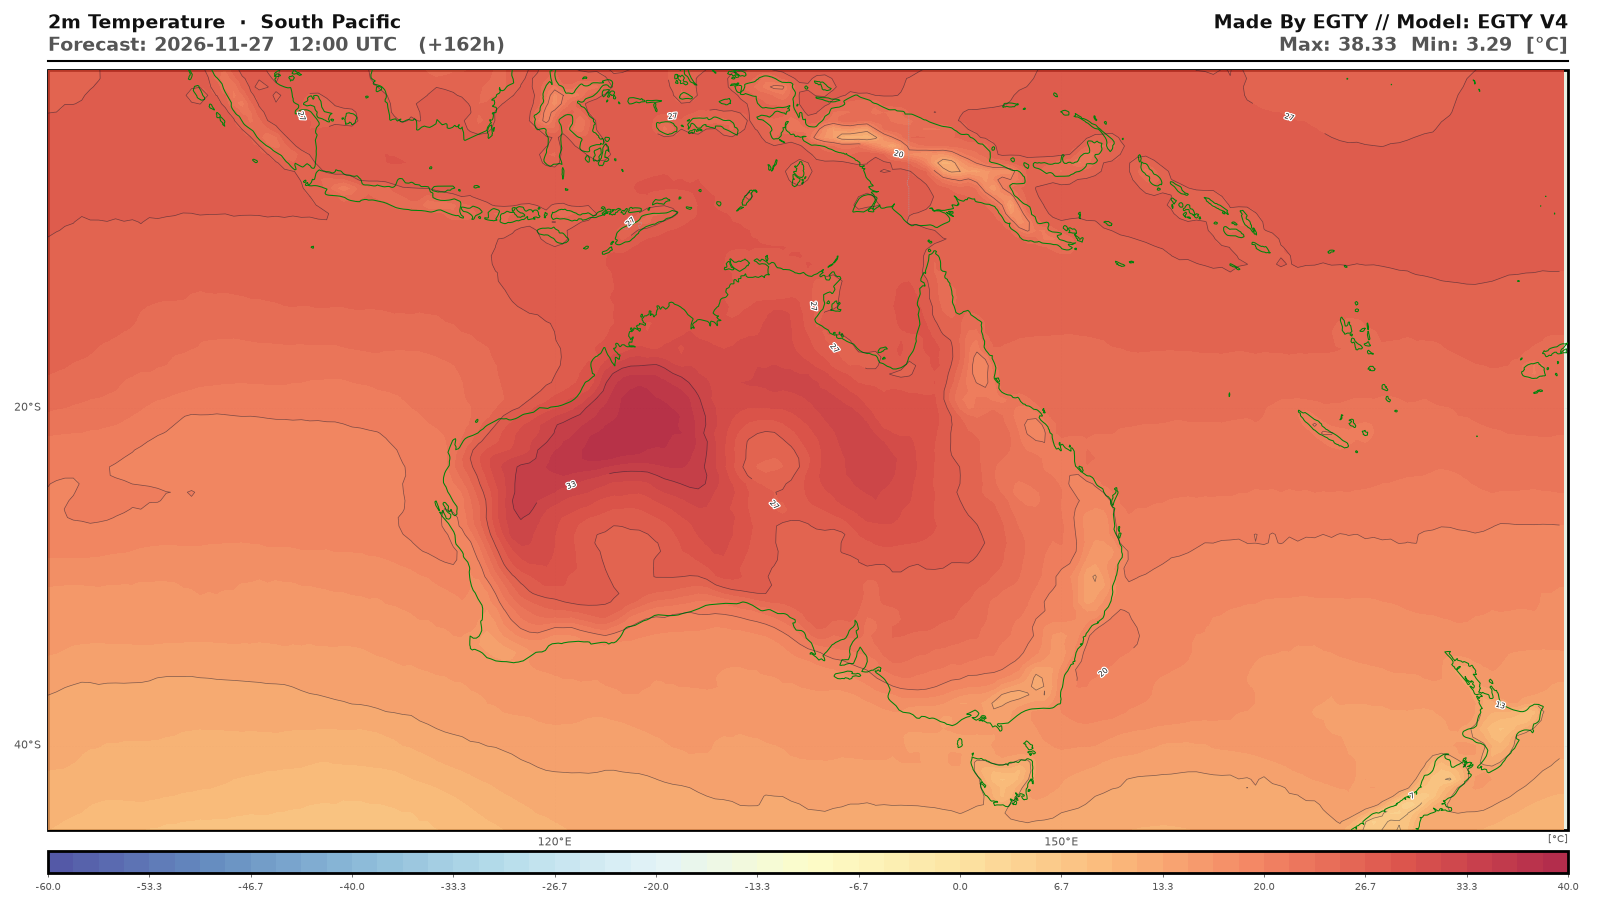 2m Temperature · South Pacific
Made By EGTY // Model: EGTY V4
Forecast: 2026-11-27 12:00 UTC (+162h)
Max: 38.33 Min: 3.29 [°C]
27
27
27
20
27
27
27
33
27
20
13
7
20°S
40°S
120°E
150°E
[°C]
-60.0 -53.3 -46.7 -40.0 -33.3 -26.7 -20.0 -13.3 -6.7 0.0 6.7 13.3 20.0 26.7 33.3 40.0